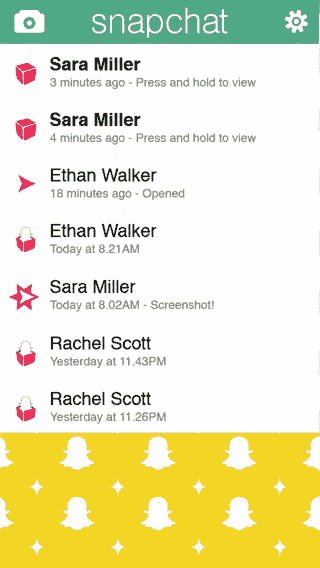 snapchat
Sara Miller
3 minutes ago - Press and hold to view
Sara Miller
4 minutes ago - Press and hold to view
Ethan Walker
18 minutes ago - Opened
Ethan Walker
Today at 8.21AM
Sara Miller
Today at 8.02AM - Screenshot!
Rachel Scott
Yesterday at 11.43PM
Rachel Scott
Yesterday at 11.26PM